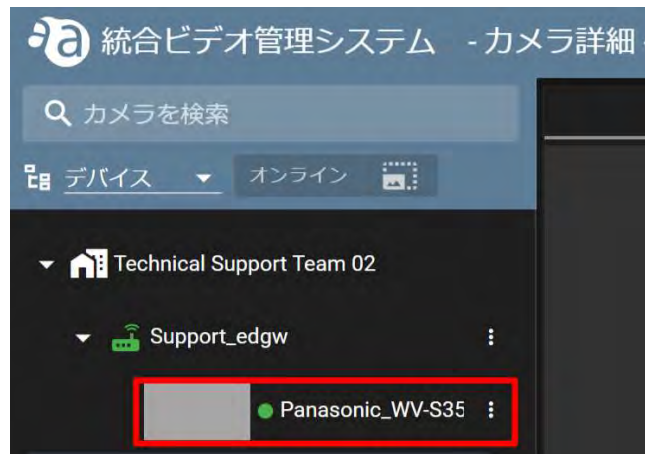 統合ビデオ管理システム - カメラ詳細 -
カメラを検索
デバイス オンライン
Technical Support Team 02
Support_edgw
Panasonic_WV-S35